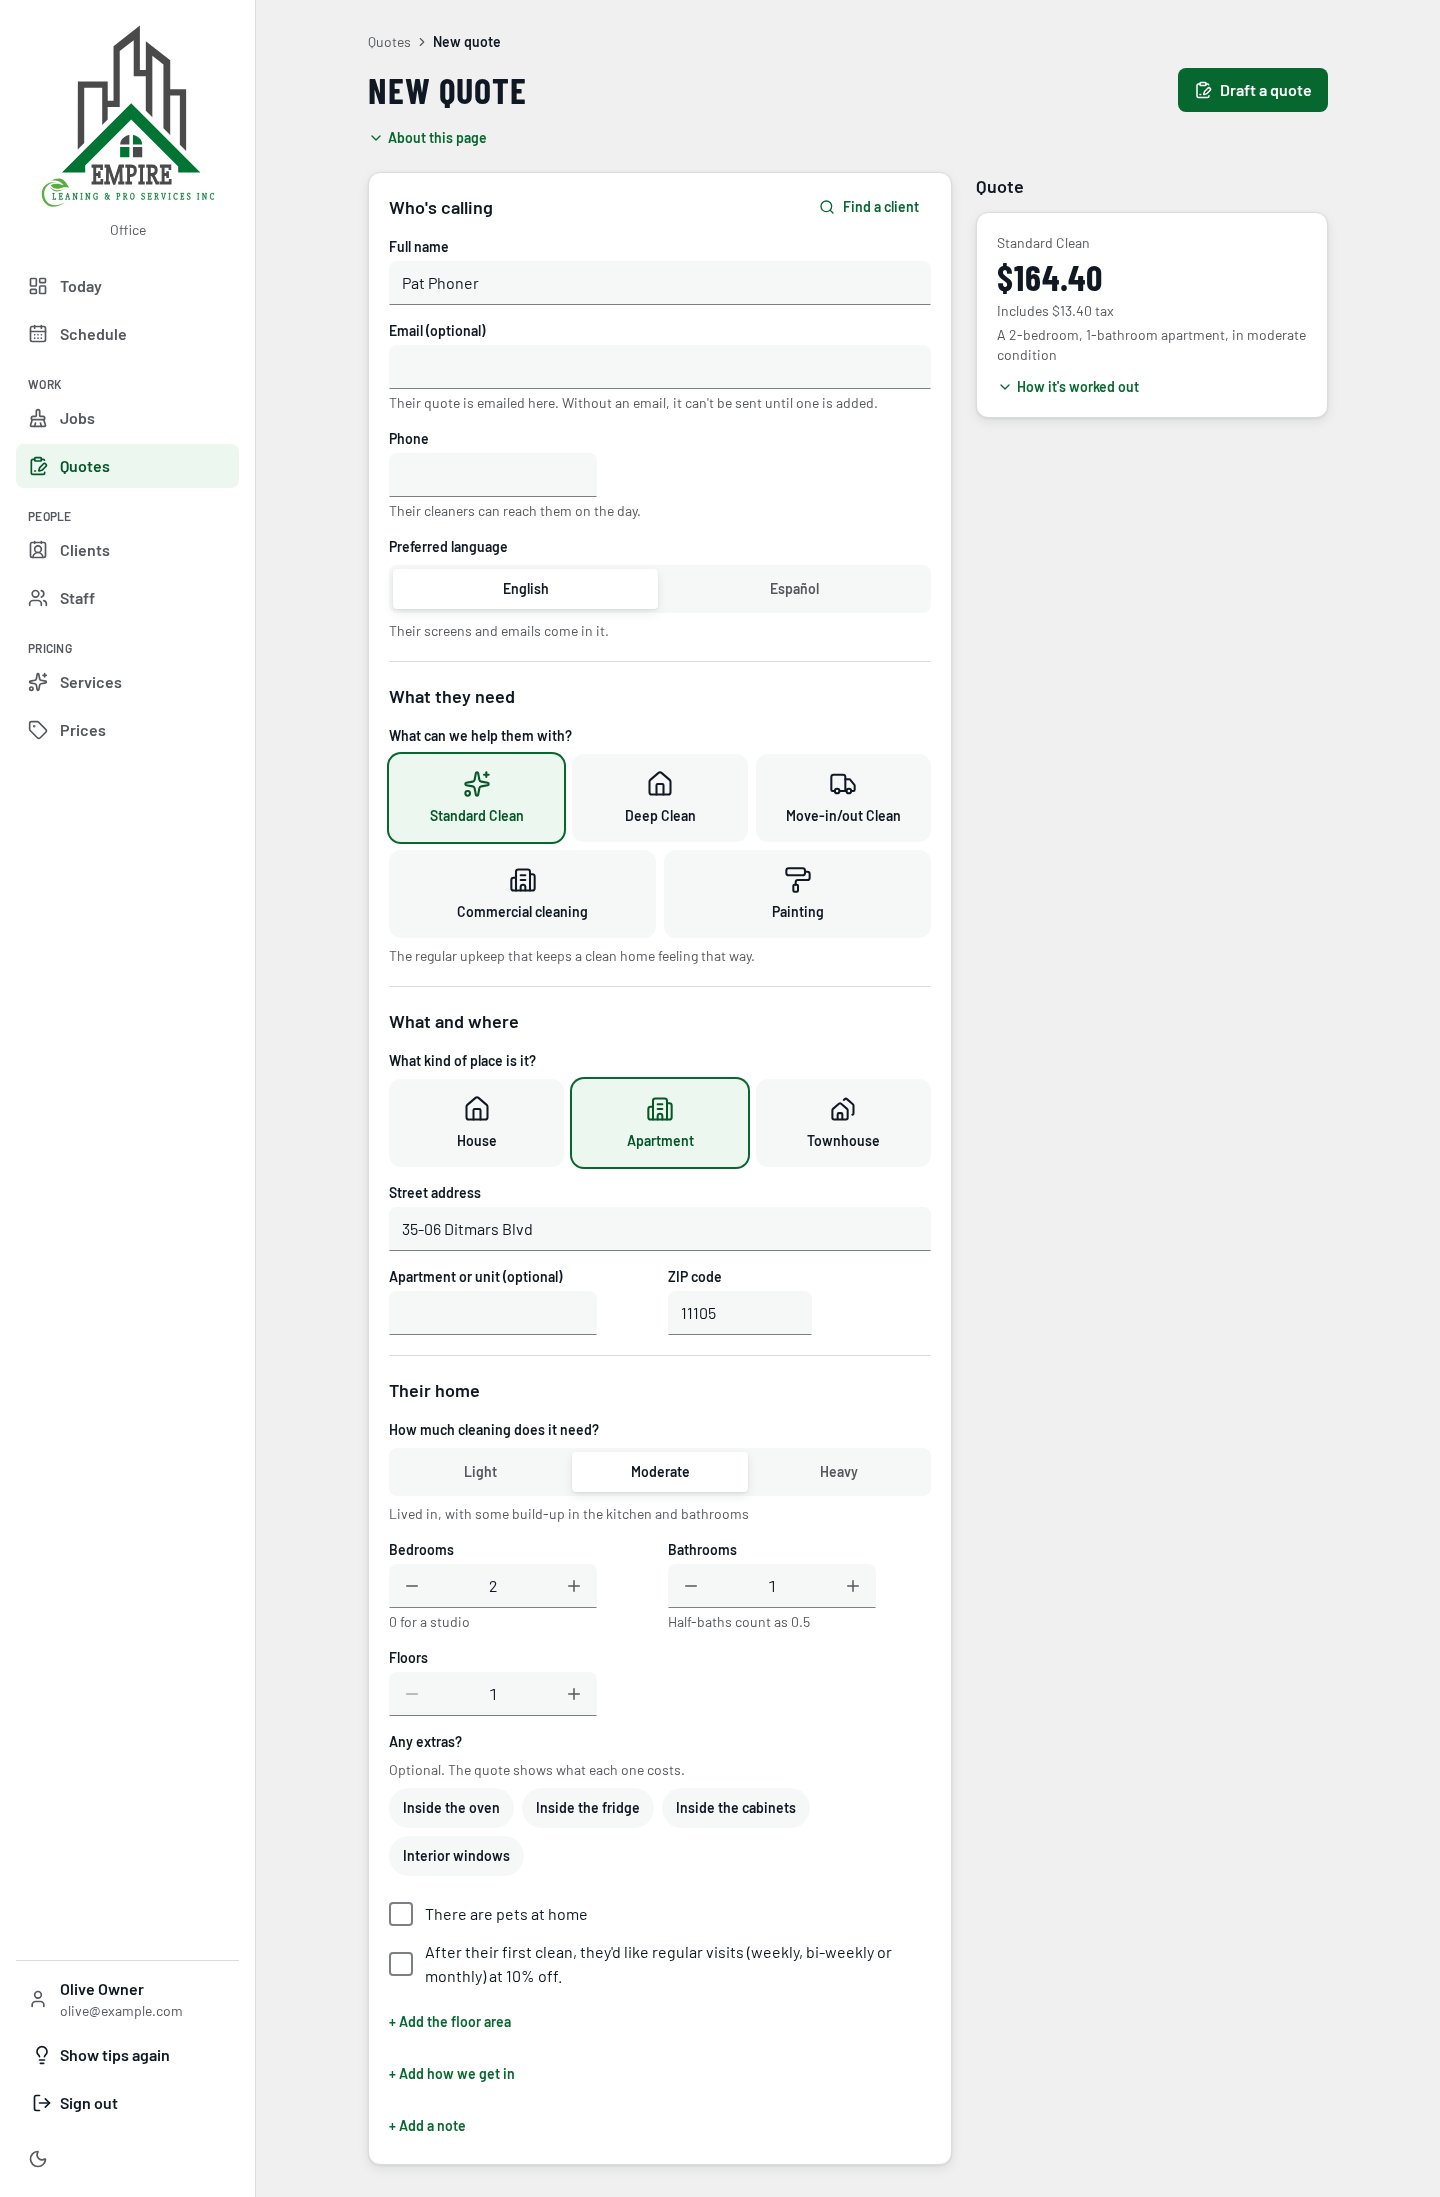 EMPIRE
LEANING & PRO SERVICES INC
Office
Today
Schedule
WORK
Jobs
Quotes
PEOPLE
Clients
Staff
PRICING
Services
Prices
Olive Owner
olive@example.com
Show tips again
Sign out
Quotes > New quote
NEW QUOTE
Draft a quote
About this page
Who's calling
Find a client
Full name
Pat Phoner
Email (optional)
Their quote is emailed here. Without an email, it can't be sent until one is added.
Phone
Their cleaners can reach them on the day.
Preferred language
English
Español
Their screens and emails come in it.
What they need
What can we help them with?
Standard Clean
Deep Clean
Move-in/out Clean
Commercial cleaning
Painting
The regular upkeep that keeps a clean home feeling that way.
What and where
What kind of place is it?
House
Apartment
Townhouse
Street address
35-06 Ditmars Blvd
Apartment or unit (optional)
ZIP code
11105
Their home
How much cleaning does it need?
Light
Moderate
Heavy
Lived in, with some build-up in the kitchen and bathrooms
Bedrooms
Bathrooms
2
1
0 for a studio
Half-baths count as 0.5
Floors
1
Any extras?
Optional. The quote shows what each one costs.
Inside the oven
Inside the fridge
Inside the cabinets
Interior windows
There are pets at home
After their first clean, they'd like regular visits (weekly, bi-weekly or
monthly) at 10% off.
+ Add the floor area
+ Add how we get in
+ Add a note
Quote
Standard Clean
$164.40
Includes $13.40 tax
A 2-bedroom, 1-bathroom apartment, in moderate
condition
How it's worked out